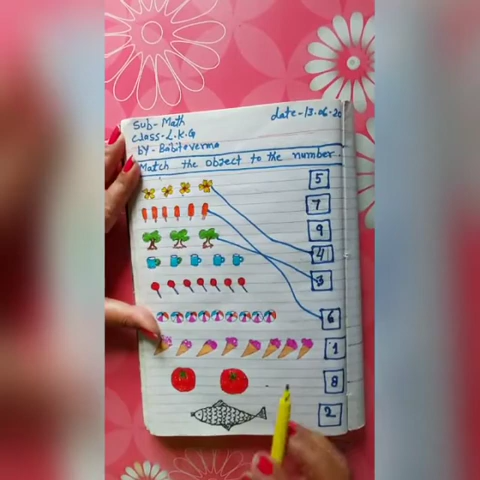 Sub- Math
date-13.06.20
class-L.K.G
by- Babitaverma
Match the object to the number.
5
7
9
4
3
6
1
8
2